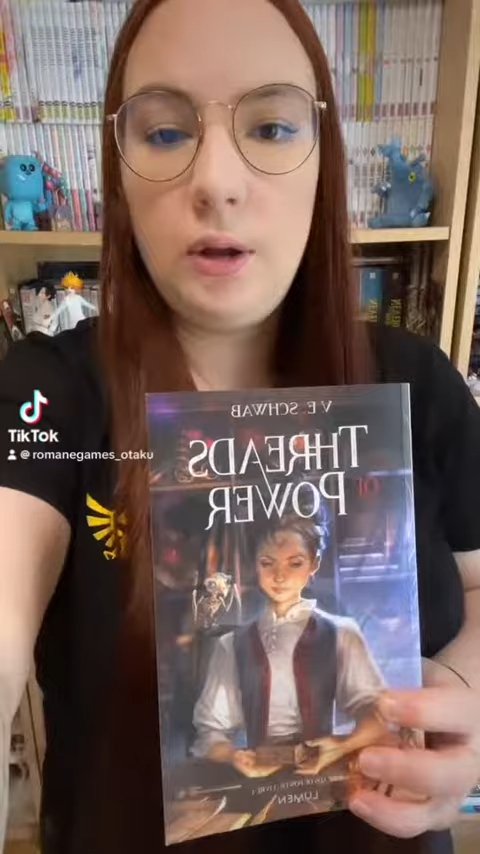 V. E. SCHWAB
THREADS
OF
POWER
LUMEN
TikTok
@romanegames_otaku